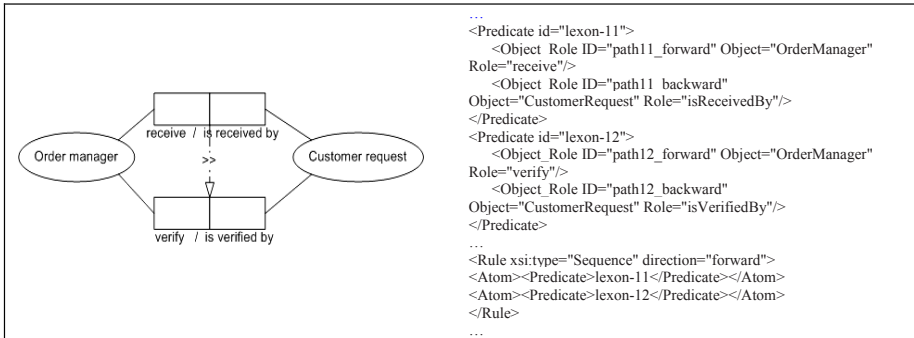 receive / is received by
Order manager
>>
Customer request
verify / is verified by
…
<Predicate id="lexon-11">
<Object_Role ID="path11_forward" Object="OrderManager"
Role="receive"/>
<Object_Role ID="path11_backward"
Object="CustomerRequest" Role="isReceivedBy"/>
</Predicate>
<Predicate id="lexon-12">
<Object_Role ID="path12_forward" Object="OrderManager"
Role="verify"/>
<Object_Role ID="path12_backward"
Object="CustomerRequest" Role="isVerifiedBy"/>
</Predicate>
…
<Rule xsi:type="Sequence" direction="forward">
<Atom><Predicate>lexon-11</Predicate></Atom>
<Atom><Predicate>lexon-12</Predicate></Atom>
</Rule>
…